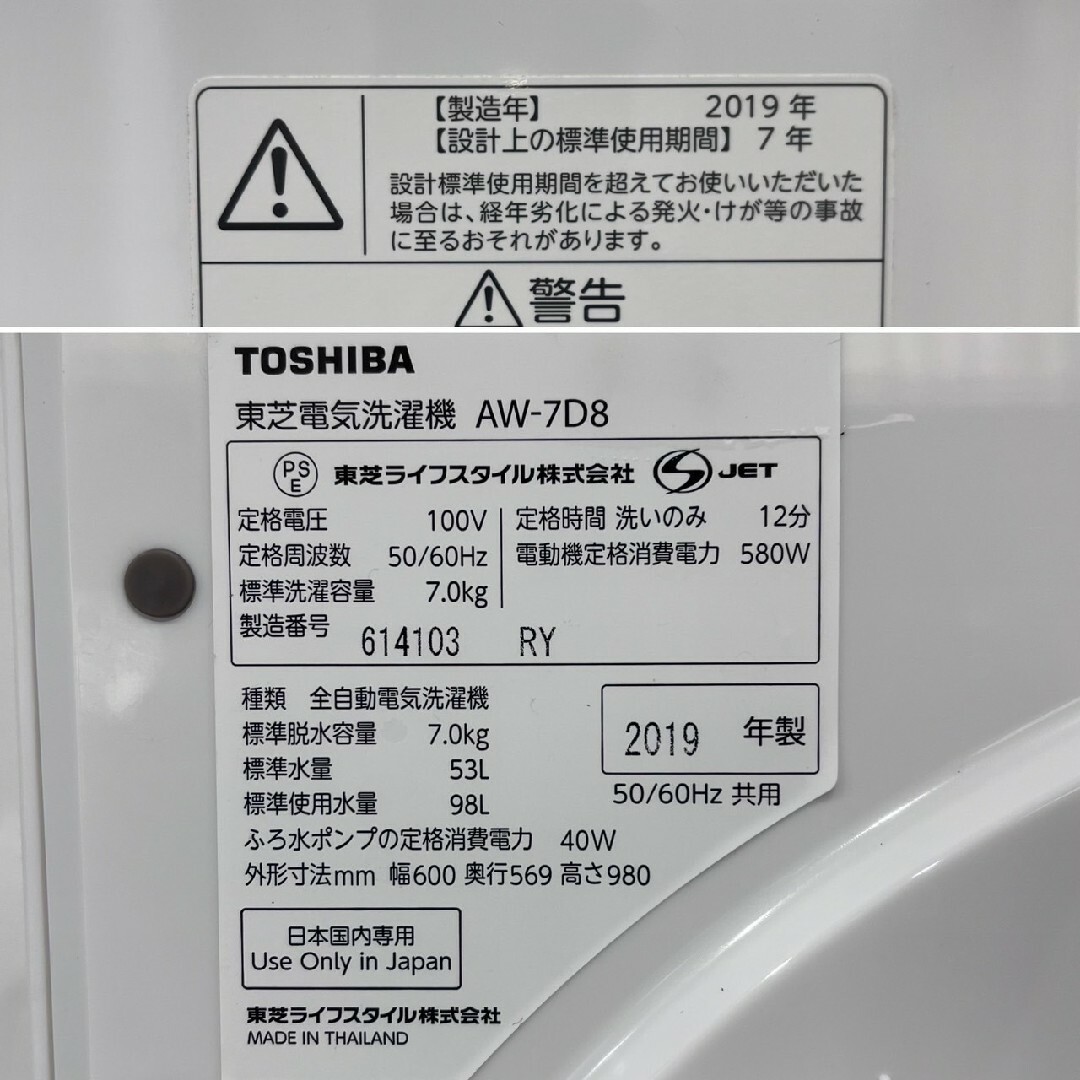 【製造年】 2019 年
【設計上の標準使用期間】 7 年
設計標準使用期間を超えてお使いいただいた
場合は、経年劣化による発火・けが等の事故
に至るおそれがあります。
警告
TOSHIBA
東芝電気洗濯機 AW-7D8
PSE 東芝ライフスタイル株式会社 JET
定格電圧 100V 定格時間 洗いのみ 12分
定格周波数 50/60Hz 電動機定格消費電力 580W
標準洗濯容量 7.0kg
製造番号 614103 RY
種類 全自動電気洗濯機
標準脱水容量 7.0kg
標準水量 53L
標準使用水量 98L
2019 年製
50/60Hz 共用
ふろ水ポンプの定格消費電力 40W
外形寸法mm 幅600 奥行569 高さ980
日本国内専用
Use Only in Japan
東芝ライフスタイル株式会社
MADE IN THAILAND